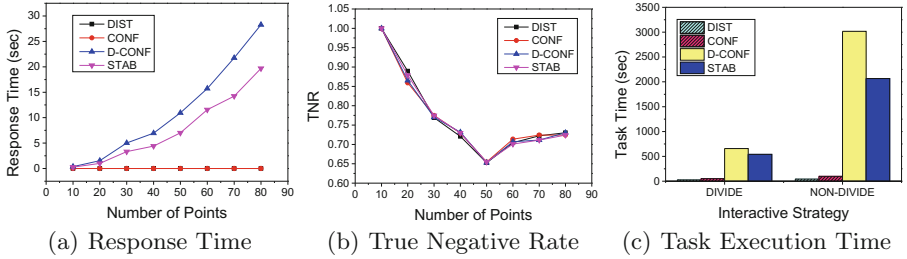 DIST
CONF
D-CONF
STAB
Response Time (sec)
30
25
20
15
10
5
0
0 10 20 30 40 50 60 70 80 90
Number of Points
(a) Response Time
DIST
CONF
D-CONF
STAB
TNR
1.05
1.00
0.95
0.90
0.85
0.80
0.75
0.70
0.65
0.60
0 10 20 30 40 50 60 70 80 90
Number of Points
(b) True Negative Rate
DIST
CONF
D-CONF
STAB
Task Time (sec)
3500
3000
2500
2000
1500
1000
500
0
DIVIDE NON-DIVIDE
Interactive Strategy
(c) Task Execution Time